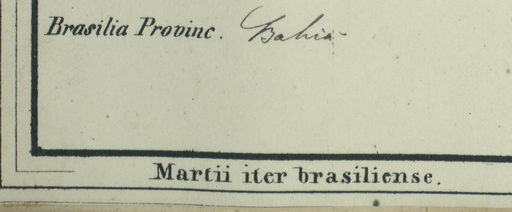 Brasilia Provinc. Bahia
Martii iter brasiliense.